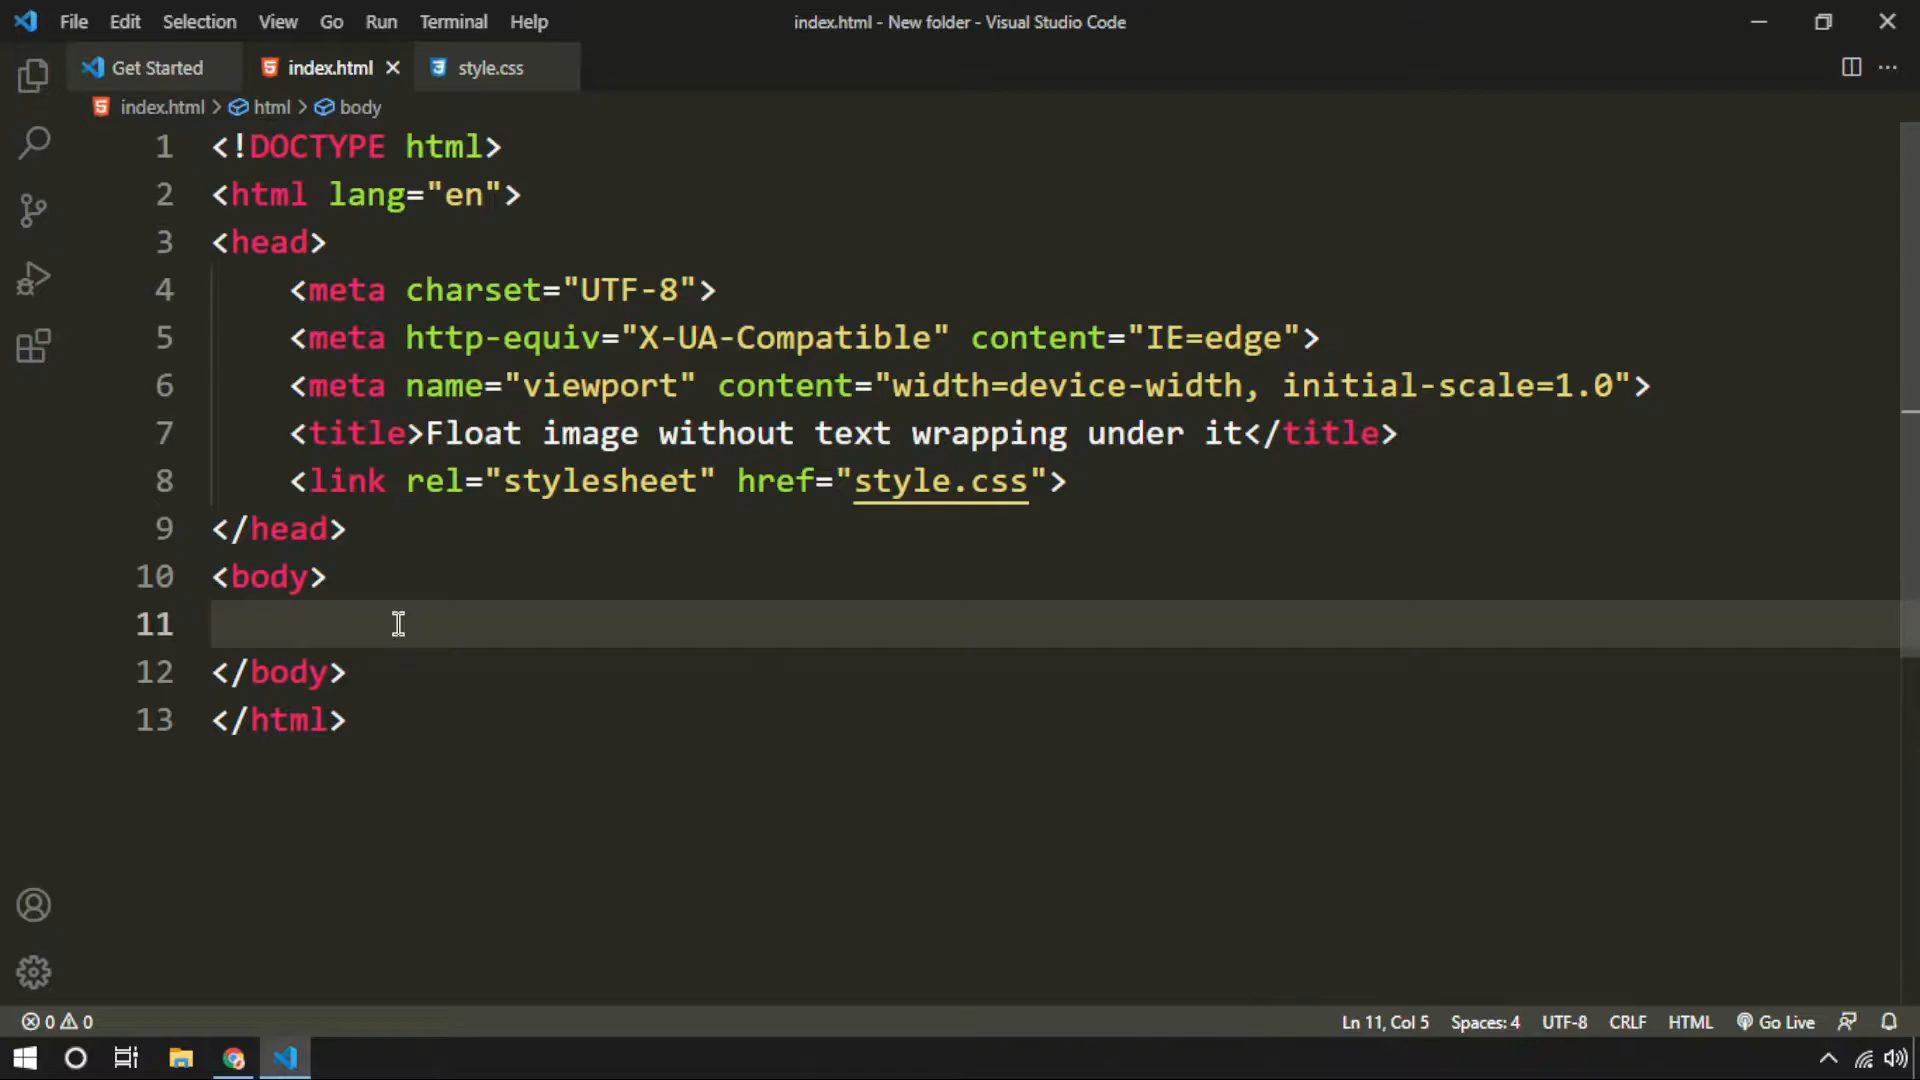 File Edit Selection View Go Run Terminal Help index.html - New folder - Visual Studio Code
Get Started index.html style.css
index.html > html > body
1 <!DOCTYPE html>
2 <html lang="en">
3 <head>
4 <meta charset="UTF-8">
5 <meta http-equiv="X-UA-Compatible" content="IE=edge">
6 <meta name="viewport" content="width=device-width, initial-scale=1.0">
7 <title>Float image without text wrapping under it</title>
8 <link rel="stylesheet" href="style.css">
9 </head>
10 <body>
11
12 </body>
13 </html>
0 0 Ln 11, Col 5 Spaces: 4 UTF-8 CRLF HTML Go Live